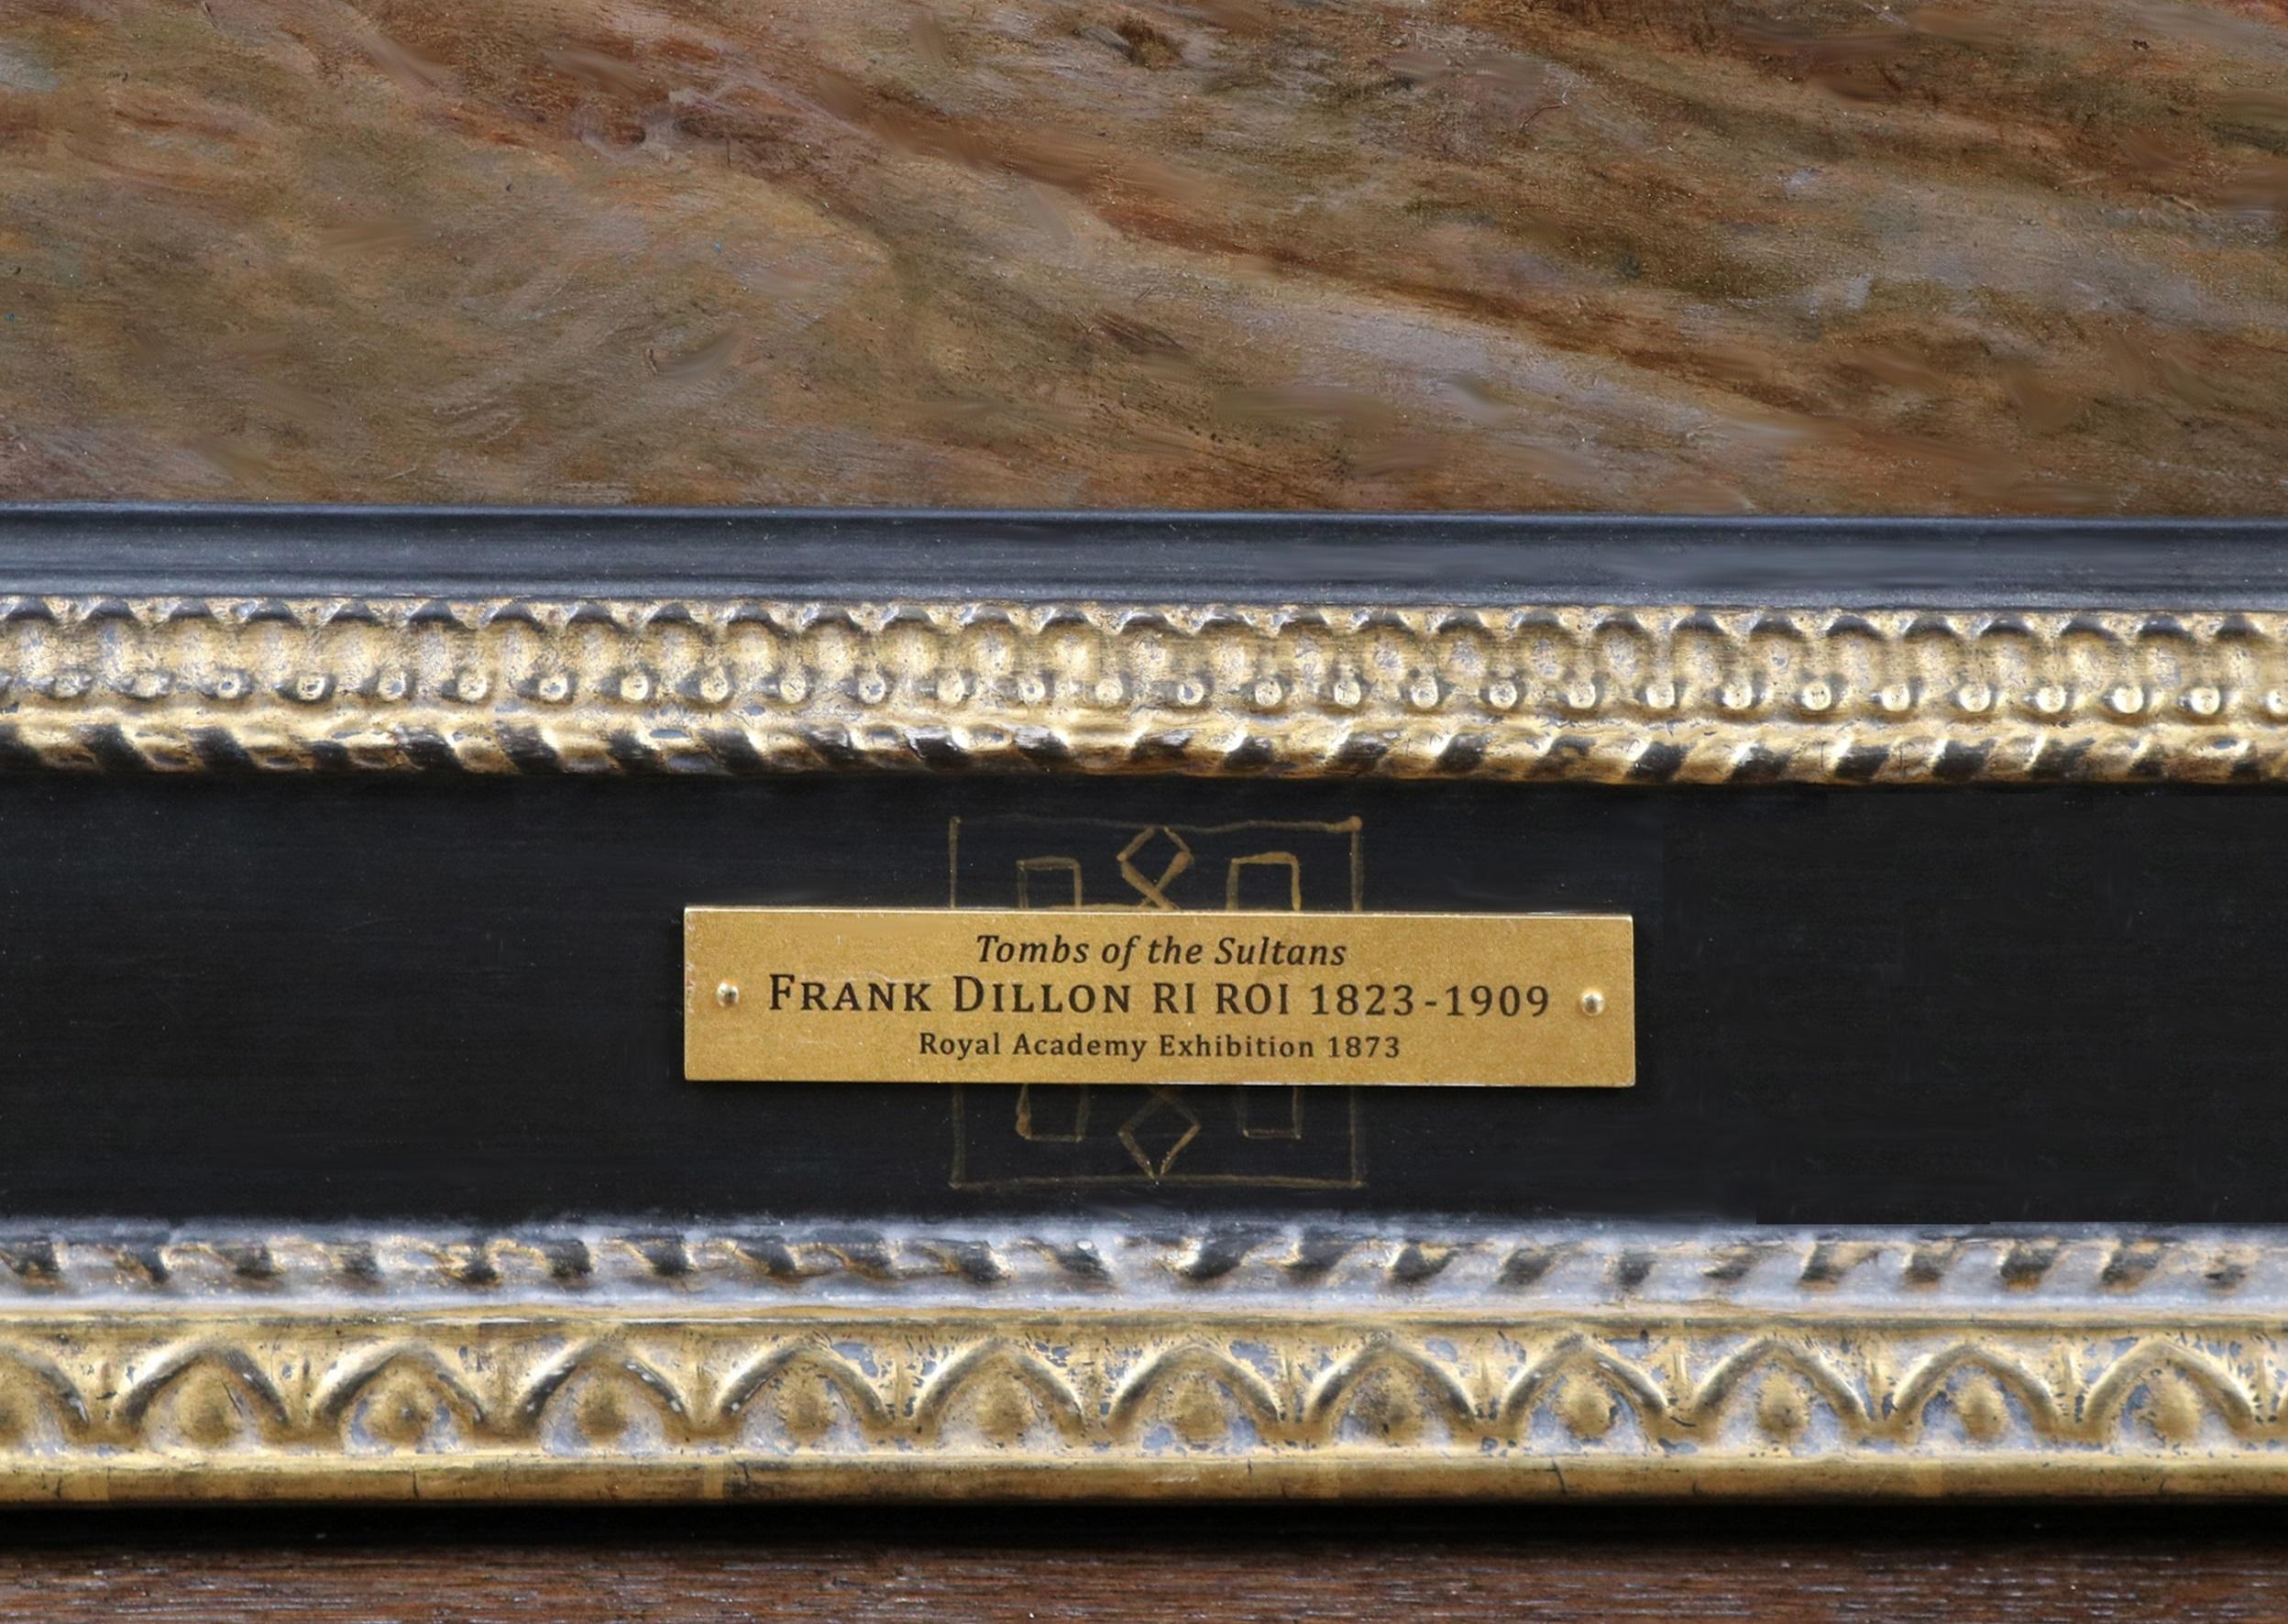 Tombs of the Sultans
FRANK DILLON RI ROI 1823-1909
Royal Academy Exhibition 1873